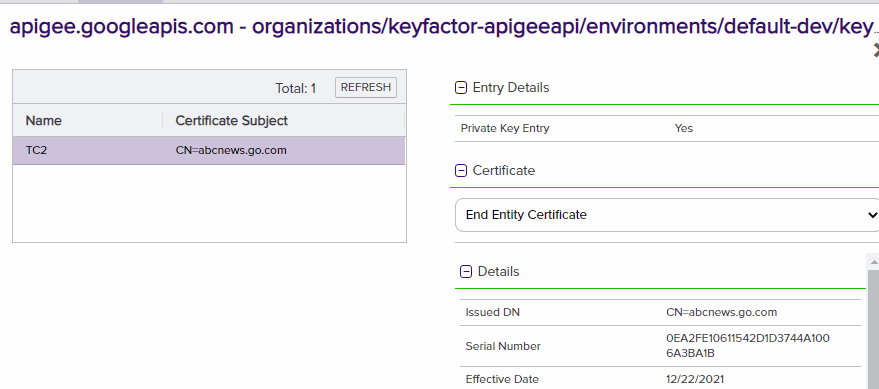 apigee.googleapis.com - organizations/keyfactor-apigeeapi/environments/default-dev/key...
Total: 1 REFRESH
Name Certificate Subject
TC2 CN=abcnews.go.com
Entry Details
Private Key Entry Yes
Certificate
End Entity Certificate
Details
Issued DN CN=abcnews.go.com
Serial Number 0EA2FE10611542D1D3744A100
6A3BA1B
Effective Date 12/22/2021